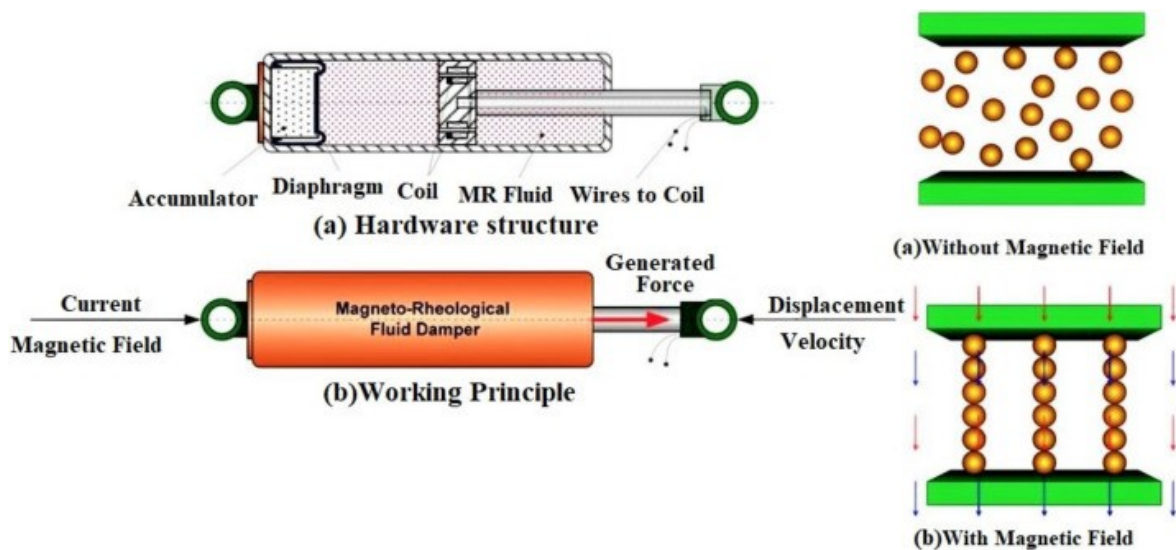 Accumulator
Diaphragm
Coil
MR Fluid
Wires to Coil
(a) Hardware structure
Current
Magnetic Field
Magneto-Rheological
Fluid Damper
Generated
Force
Displacement
Velocity
(b)Working Principle
(a)Without Magnetic Field
(b)With Magnetic Field